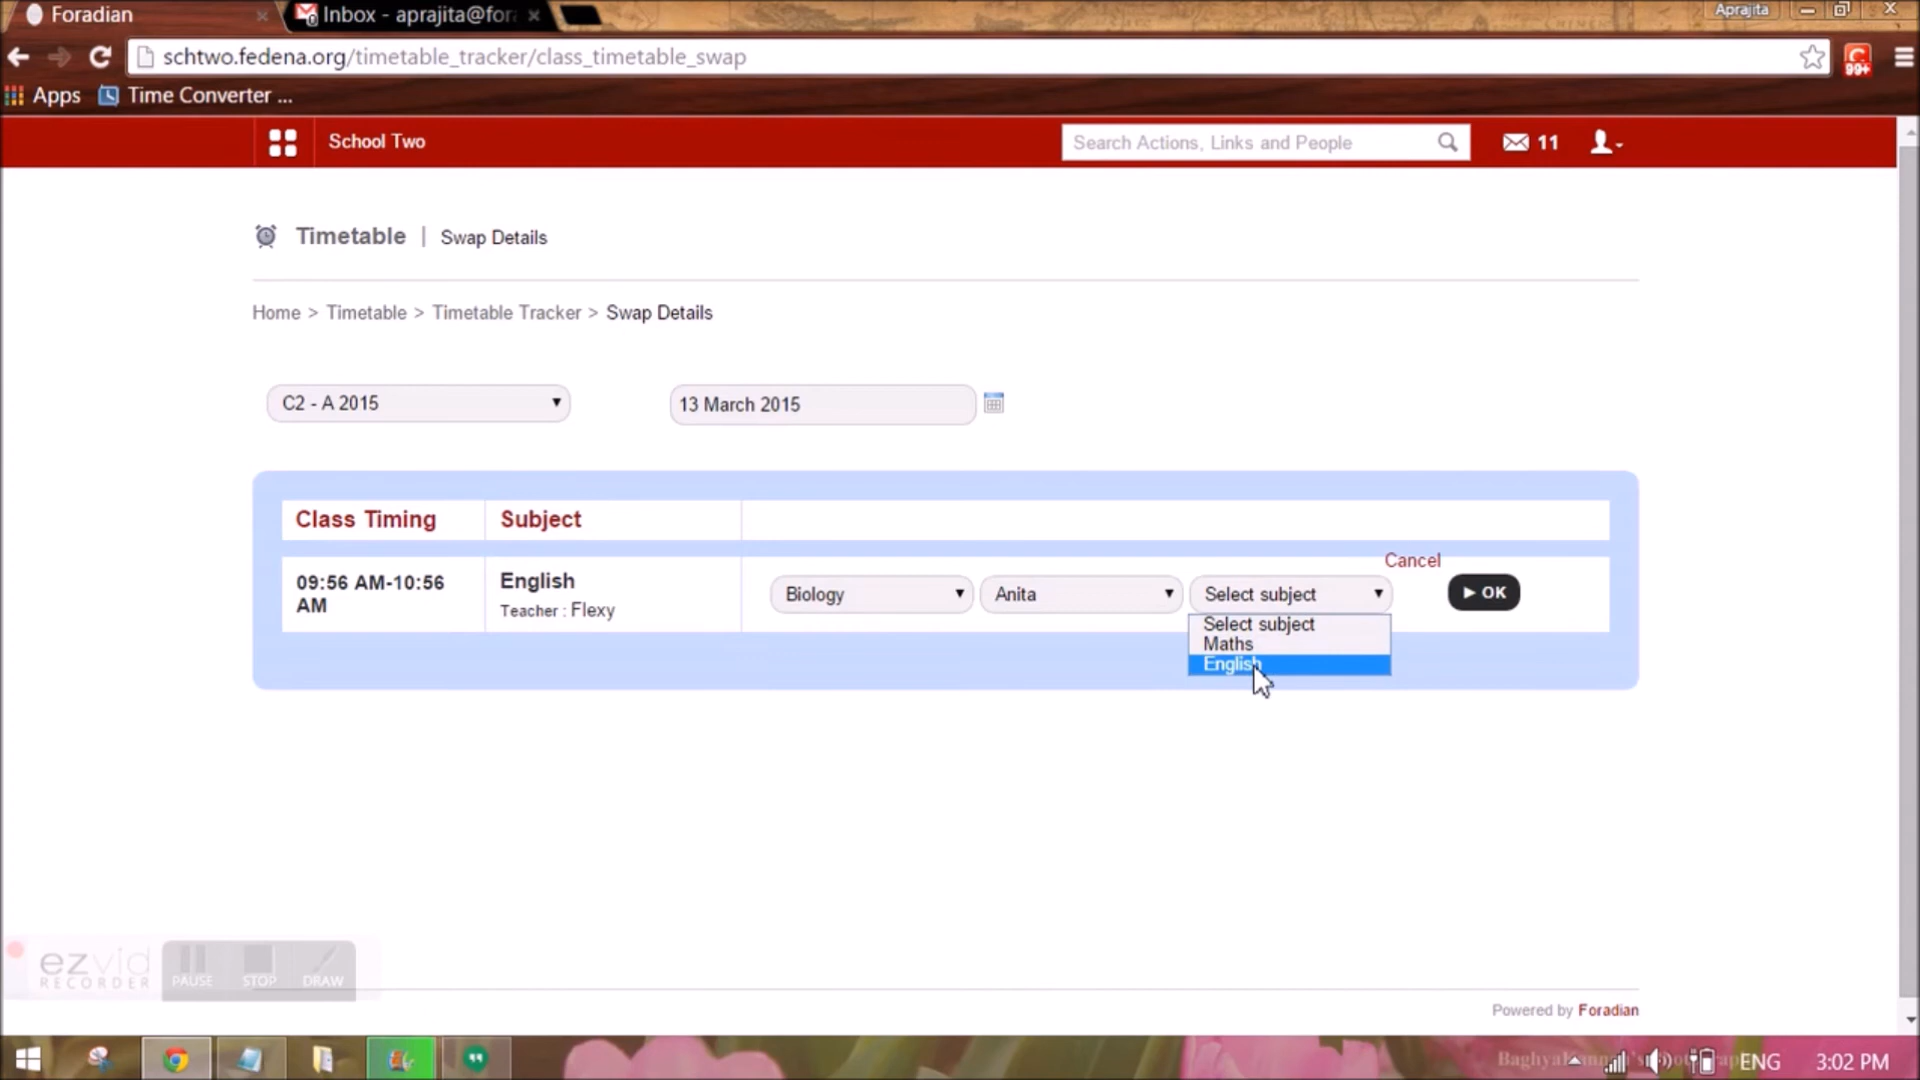 Foradian
Inbox - aprajita@for
Aprajita
schtwo.fedena.org/timetable_tracker/class_timetable_swap
Apps
Time Converter ...
99+
School Two
Search Actions, Links and People
11
Timetable | Swap Details
Home > Timetable > Timetable Tracker > Swap Details
C2 - A 2015
13 March 2015
Class Timing
Subject
Cancel
09:56 AM-10:56
AM
English
Teacher : Flexy
Biology
Anita
Select subject
OK
Select subject
Maths
English
ezvid
RECORDER
PAUSE
STOP
DRAW
Powered by Foradian
ENG
3:02 PM